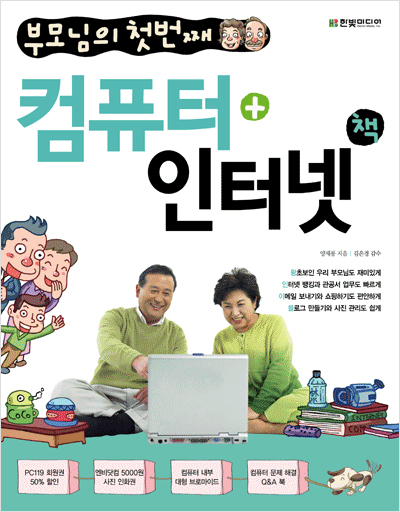 부모님의 첫번째
한빛미디어
컴퓨터+
인터넷
책
양재룡 지음 | 김은경 감수
왕초보인 우리 부모님도 재미있게
인터넷 뱅킹과 관공서 업무도 빠르게
이메일 보내기와 쇼핑하기도 편안하게
블로그 만들기와 사진 관리도 쉽게
COCO
INTERNET
PC119 회원권
50% 할인
엔비닷컴 5000원
사진 인화권
컴퓨터 내부
대형 브로마이드
컴퓨터 문제 해결
Q&A 북